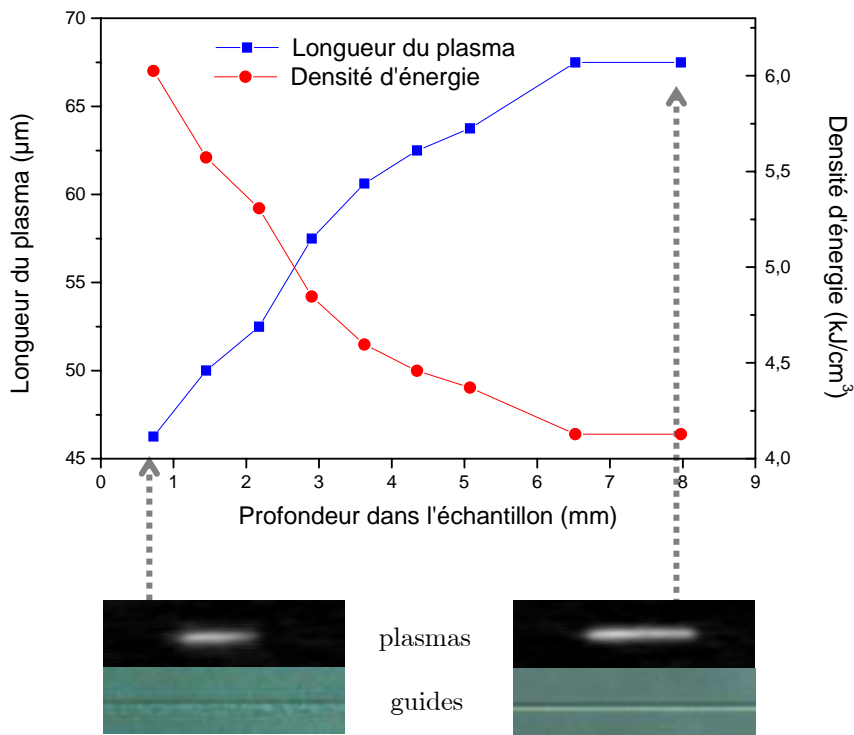 Longueur du plasma
Densité d'énergie
Longueur du plasma (µm)
70
65
60
55
50
45
Densité d'énergie (kJ/cm³)
6,0
5,5
5,0
4,5
4,0
0 1 2 3 4 5 6 7 8 9
Profondeur dans l'échantillon (mm)
plasmas
guides